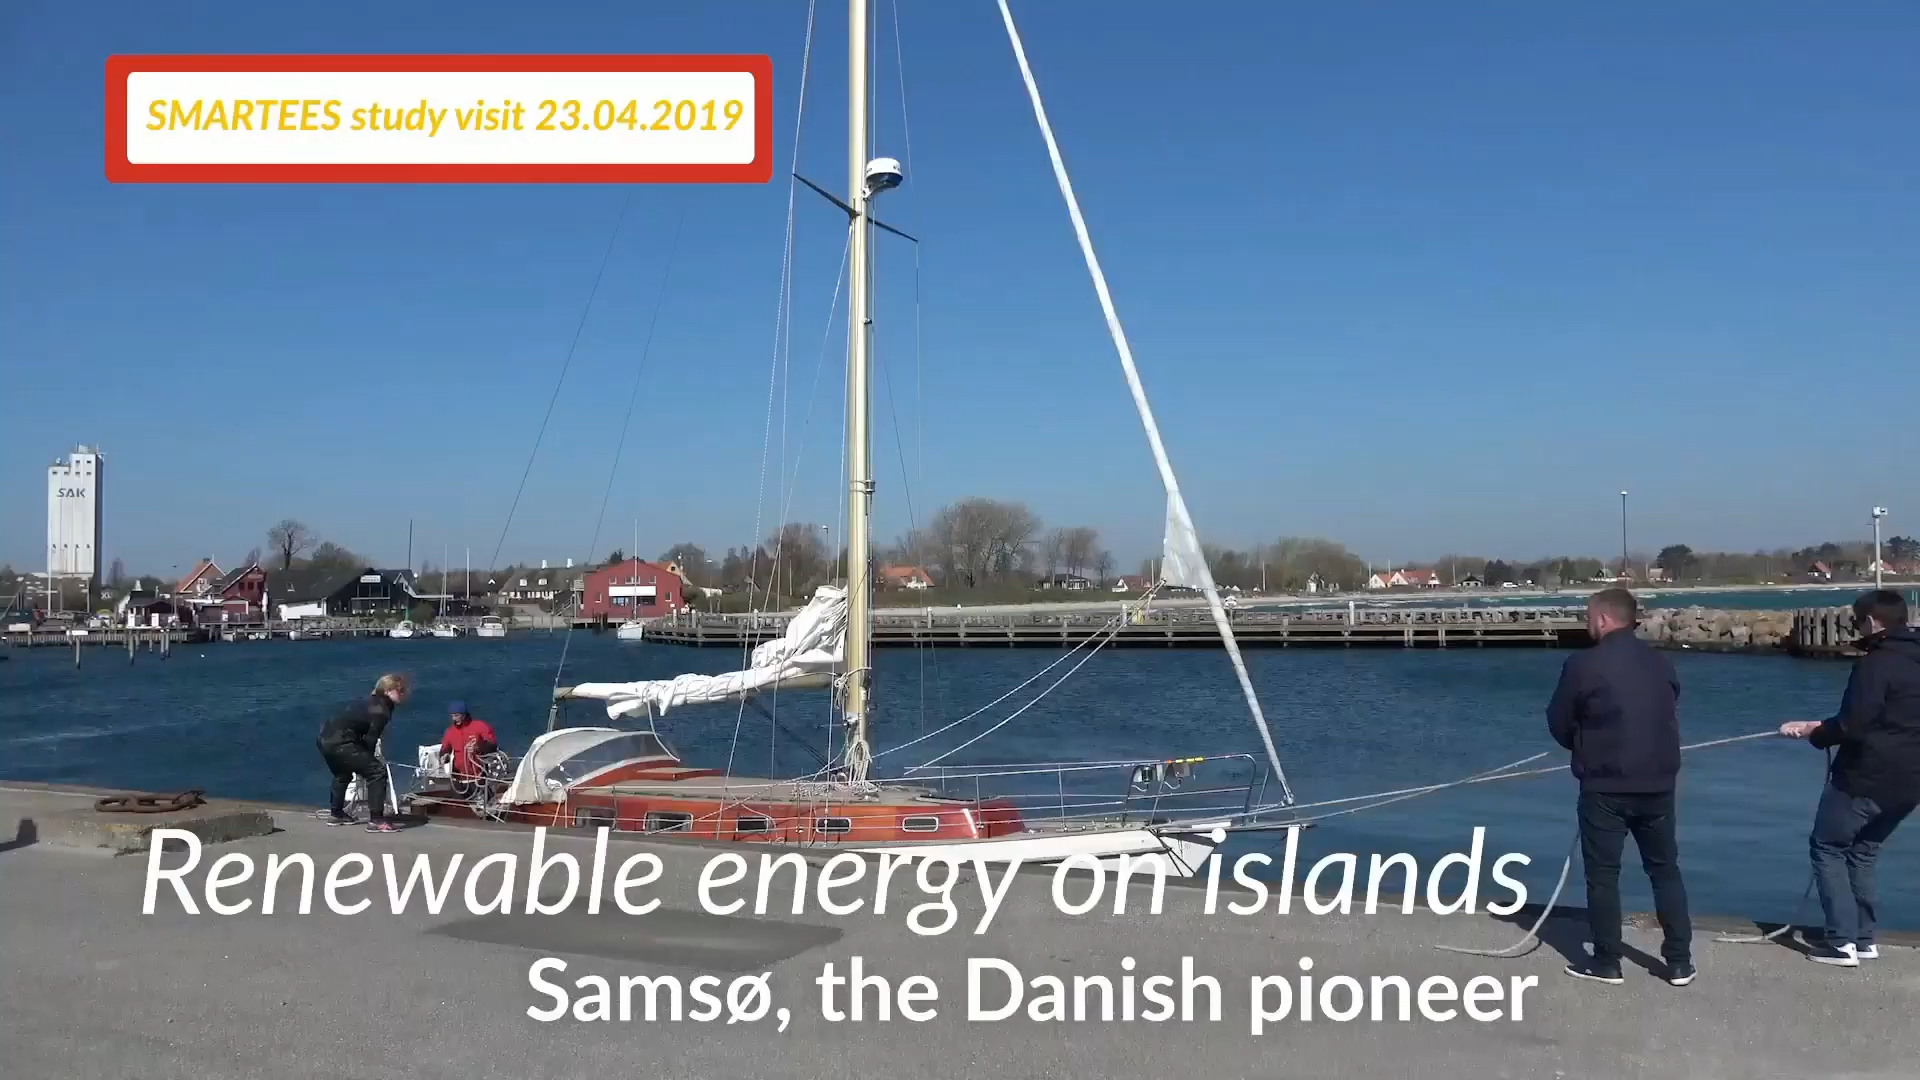 SMARTEES study visit 23.04.2019
SAK
Renewable energy on islands
Samsø, the Danish pioneer